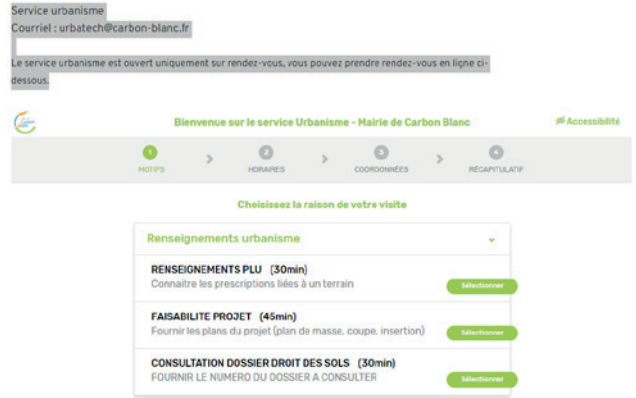 Service urbanisme
Courriel : urbatech@carbon-blanc.fr
Le service urbanisme est ouvert uniquement sur rendez-vous, vous pouvez prendre rendez-vous en ligne ci-
dessous.
Bienvenue sur le service Urbanisme - Mairie de Carbon Blanc
Accessibilité
1 2 3 4
MOTIFS > HORAIRES > COORDONNÉES > RÉCAPITULATIF
Choisissez la raison de votre visite
Renseignements urbanisme
RENSEIGNEMENTS PLU (30min)
Connaitre les prescriptions liées à un terrain
Sélectionner
FAISABILITE PROJET (45min)
Fournir les plans du projet (plan de masse, coupe, insertion)
Sélectionner
CONSULTATION DOSSIER DROIT DES SOLS (30min)
FOURNIR LE NUMERO DU DOSSIER A CONSULTER
Sélectionner